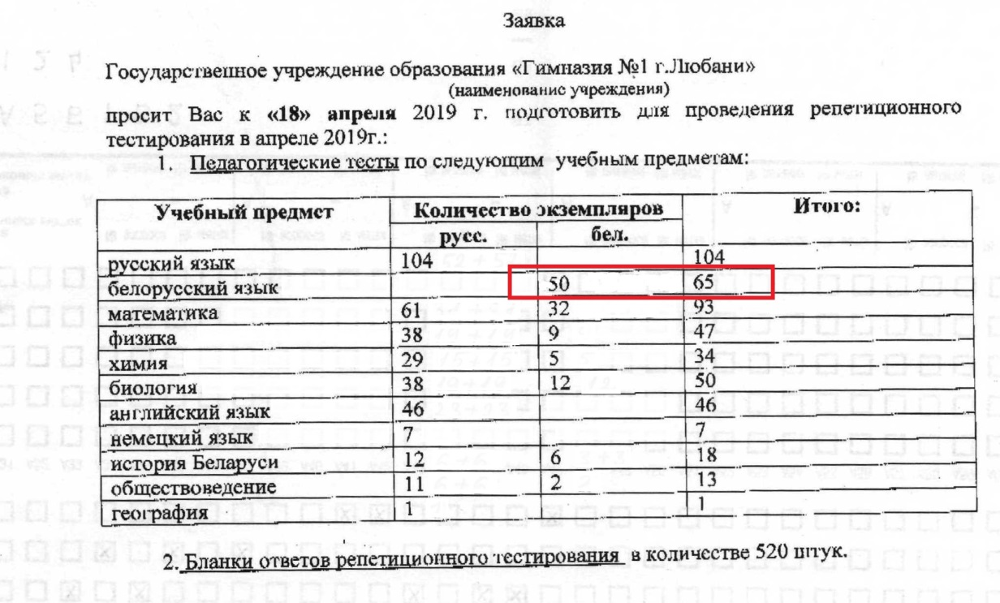 Заявка
Государственное учреждение образования «Гимназия №1 г.Любани»
(наименование учреждения)
просит Вас к «18» апреля 2019 г. подготовить для проведения репетиционного
тестирования в апреле 2019г.:
1. Педагогические тесты по следующим учебным предметам:
Учебный предмет Количество экземпляров Итого:
русс. бел.
русский язык 104 104
белорусский язык 50 65
математика 61 32 93
физика 38 9 47
химия 29 5 34
биология 38 12 50
английский язык 46 46
немецкий язык 7 7
история Беларуси 12 6 18
обществоведение 11 2 13
география 1 1
2. Бланки ответов репетиционного тестирования в количестве 520 штук.